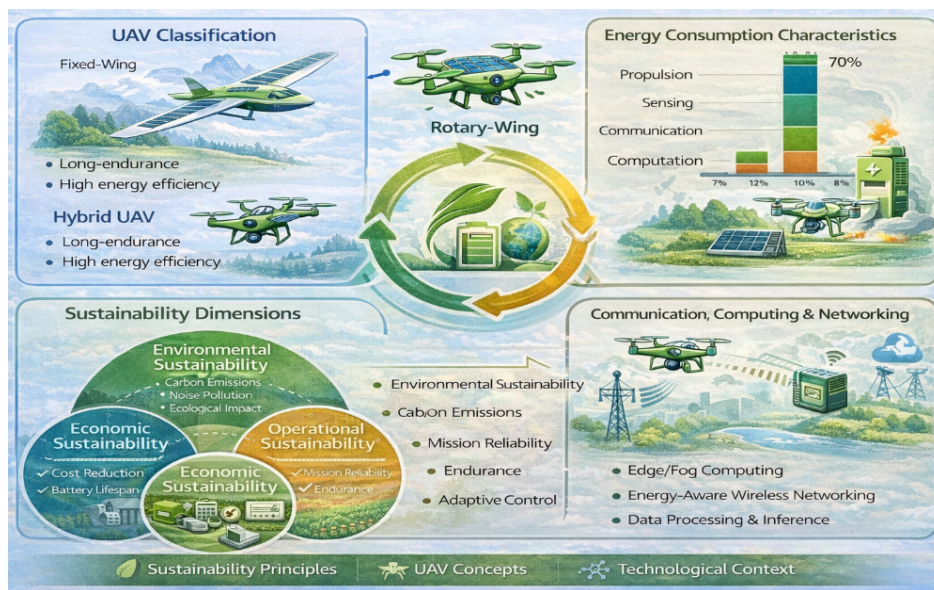 UAV Classification
Fixed-Wing
• Long-endurance
• High energy efficiency
Hybrid UAV
• Long-endurance
• High energy efficiency
Rotary-Wing
Energy Consumption Characteristics
70%
Propulsion
Sensing
Communication
Computation
7% 12% 10% 8%
Sustainability Dimensions
Environmental
Sustainability
• Carbon Emissions
• Noise Pollution
• Ecological Impact
Economic
Sustainability
✓ Cost Reduction
✓ Battery Lifespan
Operational
Sustainability
✓ Mission Reliability
✓ Endurance
Economic
Sustainability
• Environmental Sustainability
• Cab/on Emissions
• Mission Reliability
• Endurance
• Adaptive Control
Communication, Computing & Networking
• Edge/Fog Computing
• Energy-Aware Wireless Networking
• Data Processing & Inference
Sustainability Principles
UAV Concepts
Technological Context